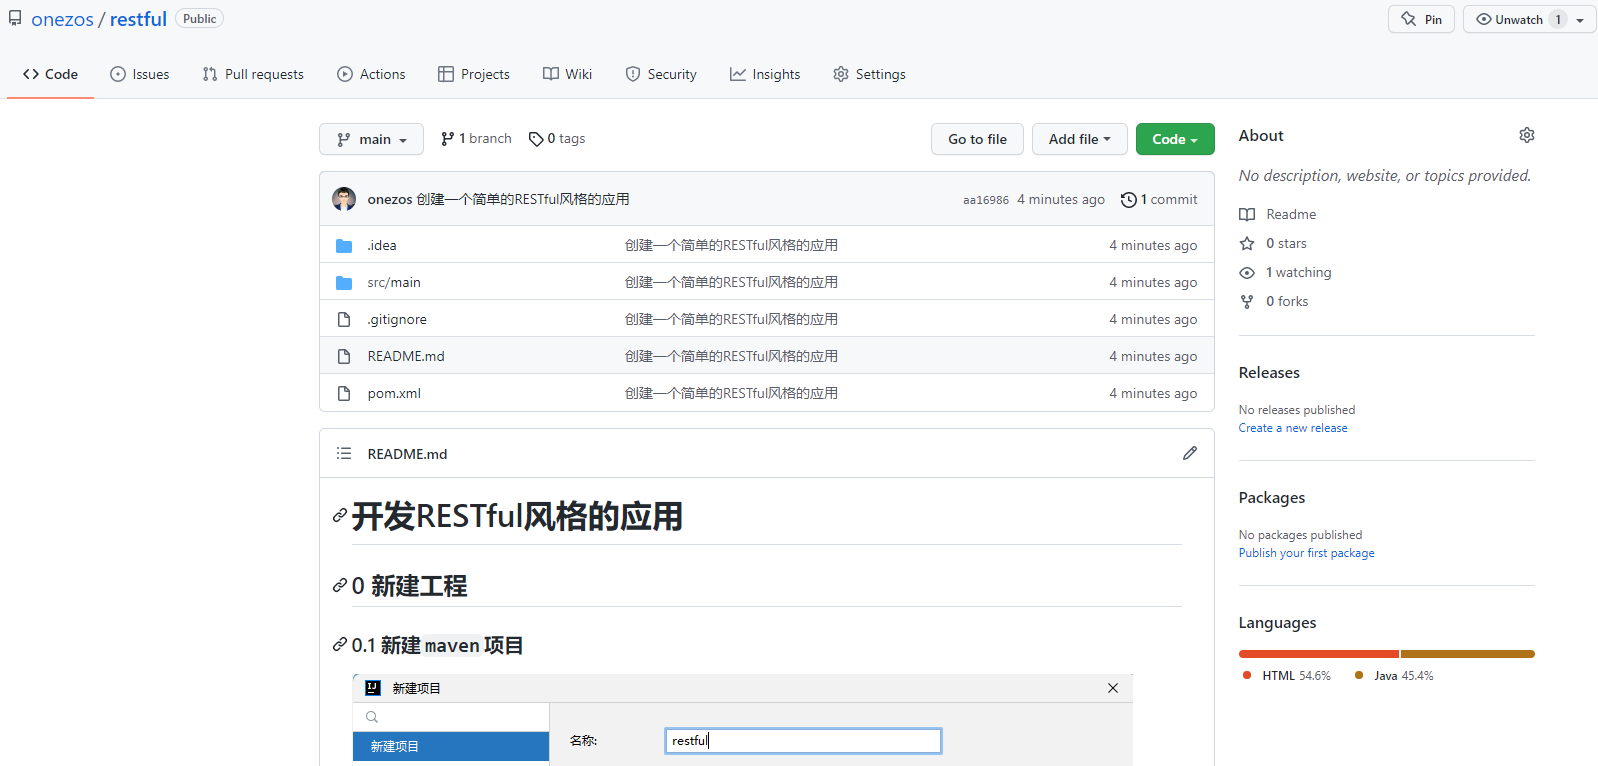 onezos / restful Public Pin Unwatch 1
Code Issues Pull requests Actions Projects Wiki Security Insights Settings
main 1 branch 0 tags Go to file Add file Code
onezos 创建一个简单的RESTful风格的应用 aa16986 4 minutes ago 1 commit
.idea 创建一个简单的RESTful风格的应用 4 minutes ago
src/main 创建一个简单的RESTful风格的应用 4 minutes ago
.gitignore 创建一个简单的RESTful风格的应用 4 minutes ago
README.md 创建一个简单的RESTful风格的应用 4 minutes ago
pom.xml 创建一个简单的RESTful风格的应用 4 minutes ago
README.md
开发RESTful风格的应用
0 新建工程
0.1 新建 maven 项目
IJ 新建项目
新建项目
名称: restful
About
No description, website, or topics provided.
Readme
0 stars
1 watching
0 forks
Releases
No releases published
Create a new release
Packages
No packages published
Publish your first package
Languages
HTML 54.6% Java 45.4%